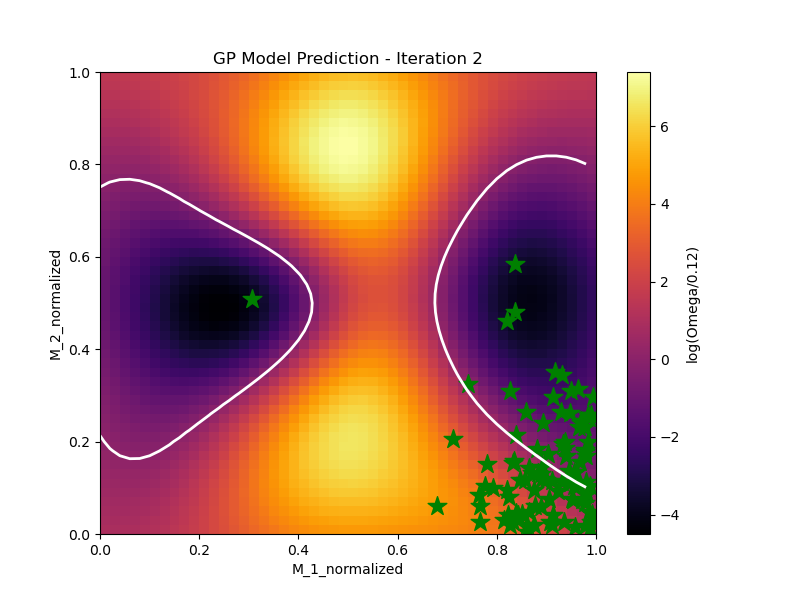 GP Model Prediction - Iteration 2
1.0
0.8
0.6
0.4
0.2
0.0
M_2_normalized
0.0 0.2 0.4 0.6 0.8 1.0
M_1_normalized
6
4
2
0
−2
−4
log(Omega/0.12)